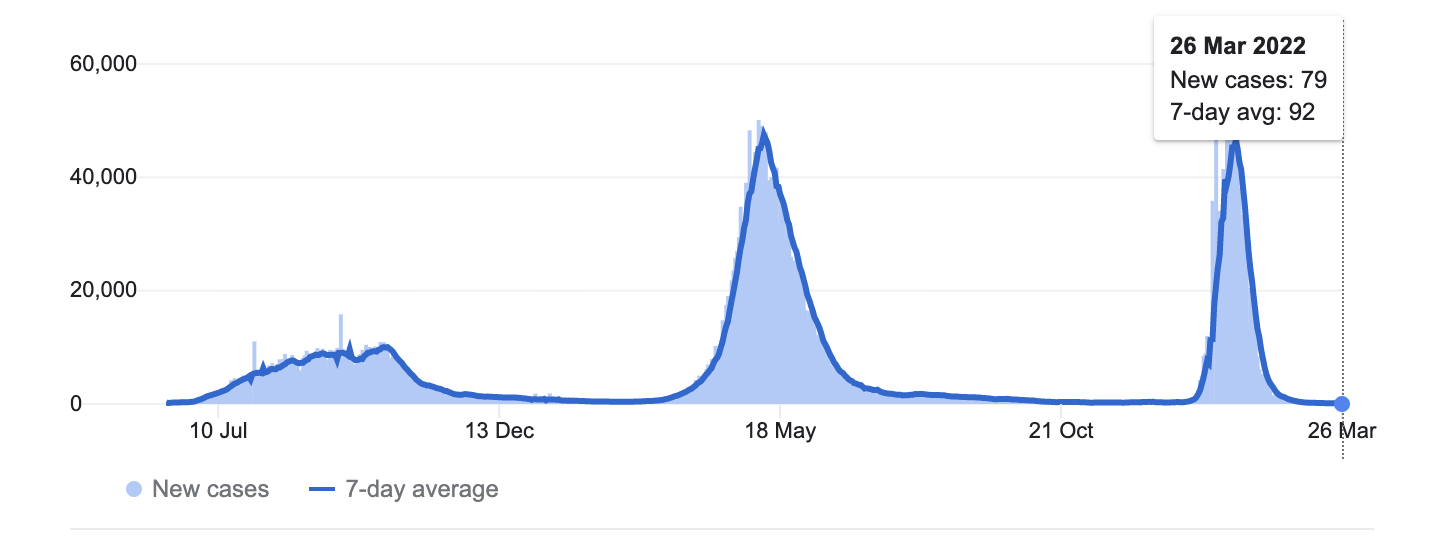 26 Mar 2022
New cases: 79
7-day avg: 92
60,000
40,000
20,000
0
10 Jul 13 Dec 18 May 21 Oct 26 Mar
New cases 7-day average